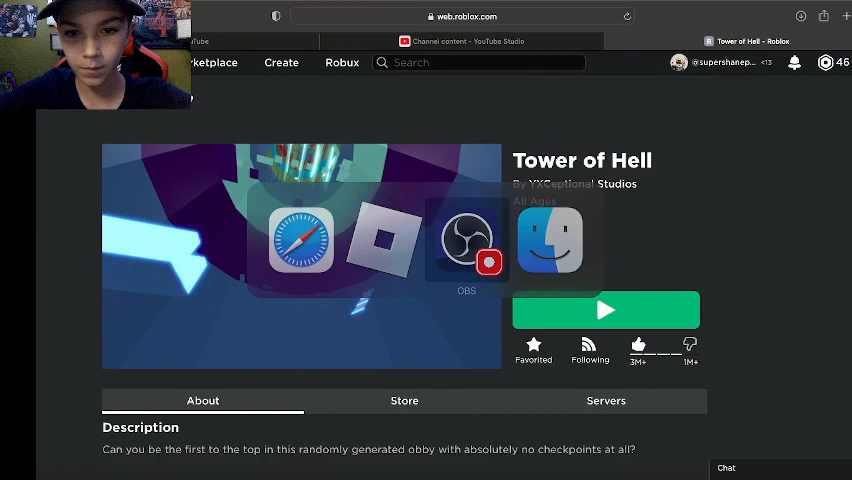 web.roblox.com
Tube
Channel content - YouTube Studio
Tower of Hell - Roblox
rketplace
Create
Robux
Search
@supershanep...
<13
46
Tower of Hell
By YXCeptional Studios
All Ages
OBS
Favorited
Following
3M+
1M+
About
Store
Servers
Description
Can you be the first to the top in this randomly generated obby with absolutely no checkpoints at all?
Chat